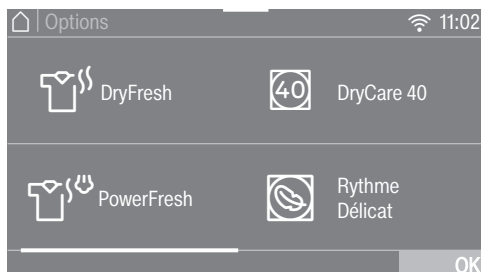 Options
11:02
DryFresh
40
DryCare 40
PowerFresh
Rythme
Délicat
OK